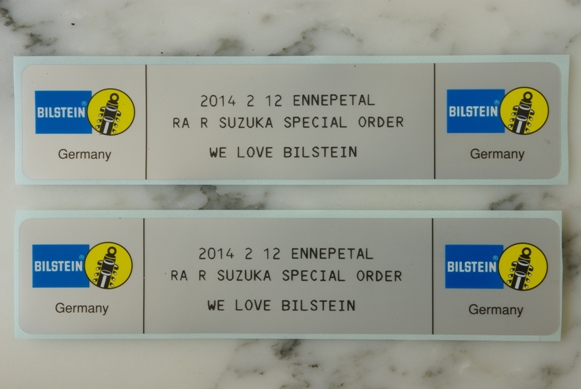 BILSTEIN®
Germany
2014 2 12 ENNEPETAL
RA R SUZUKA SPECIAL ORDER
WE LOVE BILSTEIN
BILSTEIN®
Germany
BILSTEIN®
Germany
2014 2 12 ENNEPETAL
RA R SUZUKA SPECIAL ORDER
WE LOVE BILSTEIN
BILSTEIN®
Germany